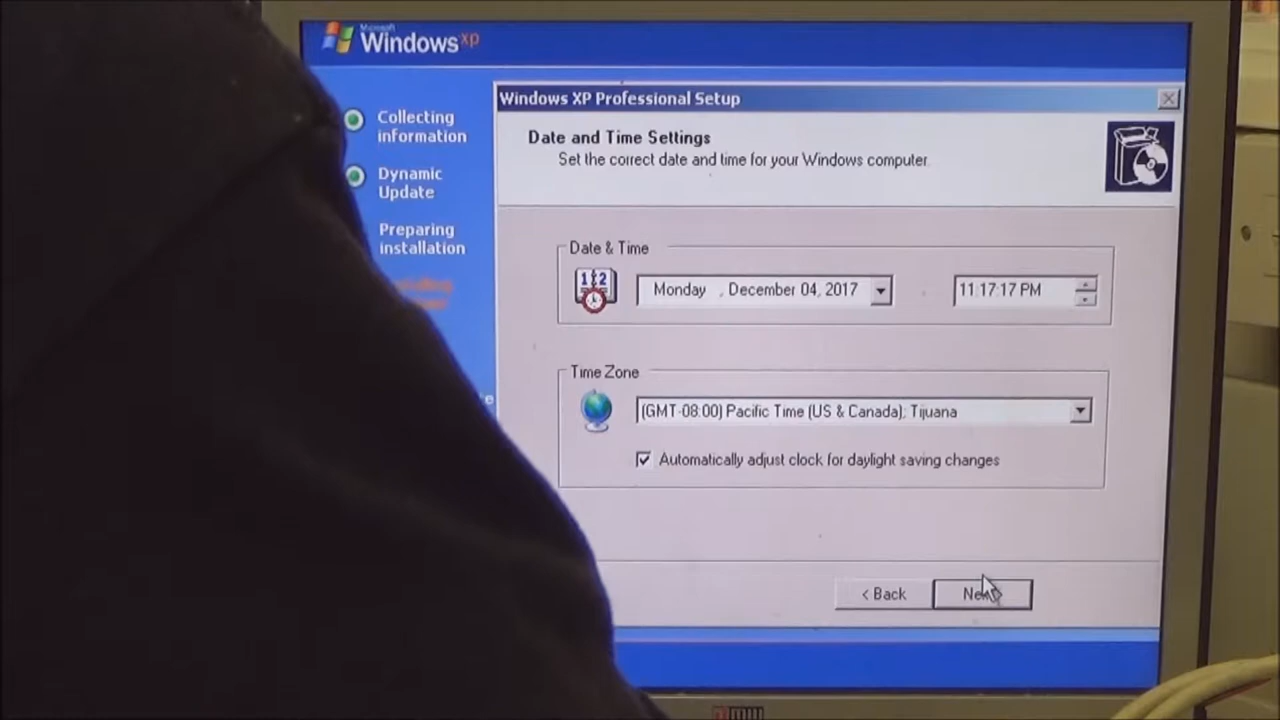 Microsoft
Windows xp
Collecting
information
Dynamic
Update
Preparing
installation
Windows XP Professional Setup
Date and Time Settings
Set the correct date and time for your Windows computer.
Date & Time
12
Monday , December 04, 2017
11:17:17 PM
Time Zone
(GMT-08:00) Pacific Time (US & Canada); Tijuana
Automatically adjust clock for daylight saving changes
< Back